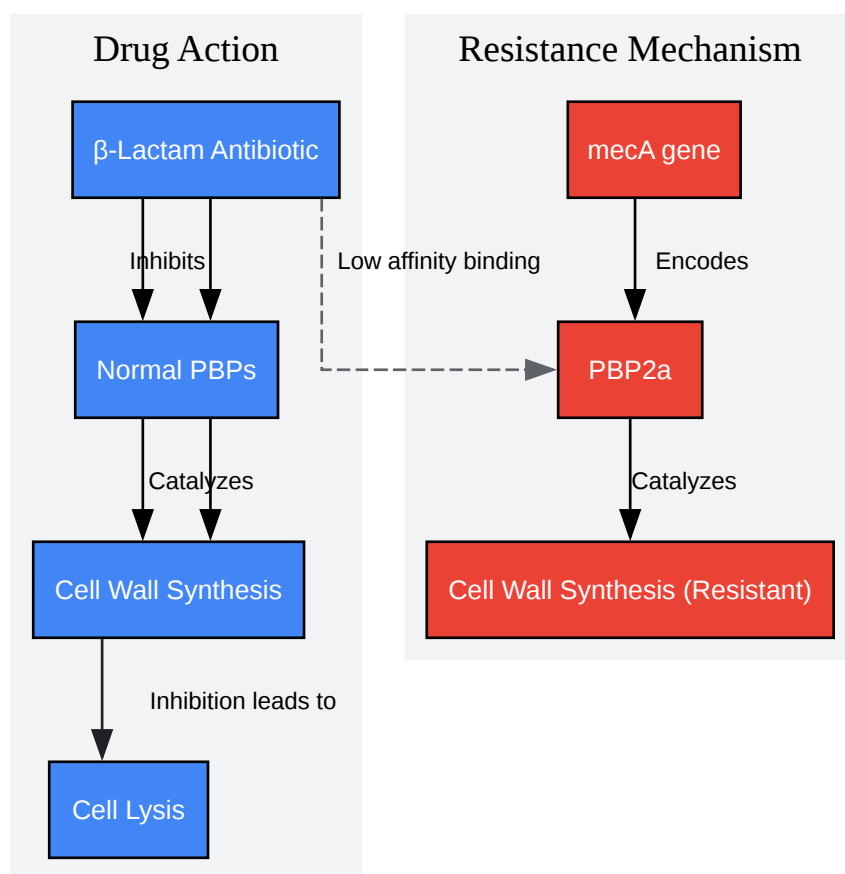 Drug Action
β-Lactam Antibiotic
Inhibits
Normal PBPs
Catalyzes
Cell Wall Synthesis
Inhibition leads to
Cell Lysis
Low affinity binding
Resistance Mechanism
mecA gene
Encodes
PBP2a
Catalyzes
Cell Wall Synthesis (Resistant)